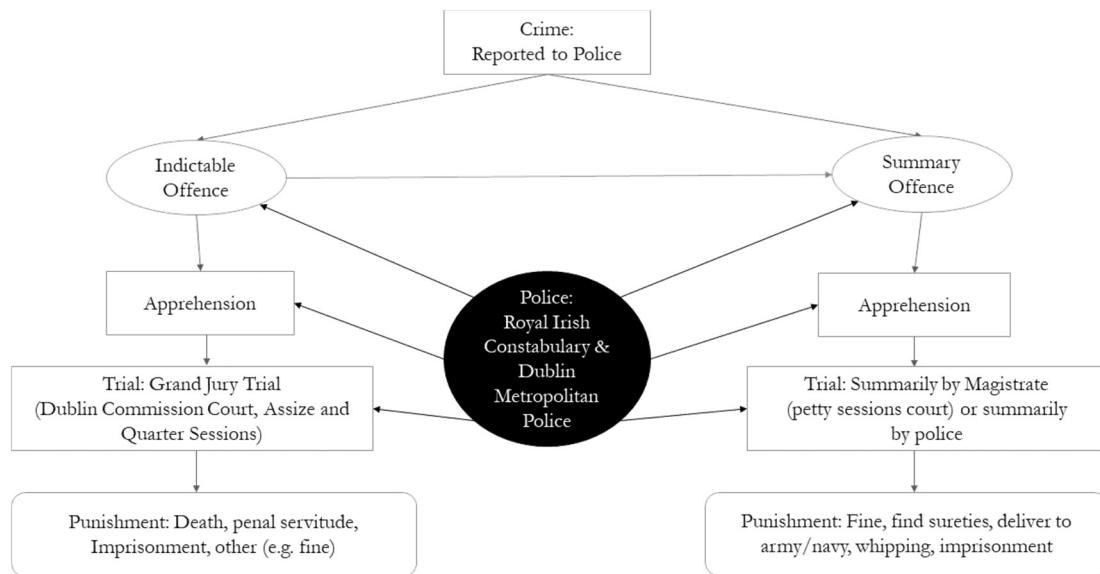 Crime:
Reported to Police
Indictable
Offence
Summary
Offence
Apprehension
Police:
Royal Irish
Constabulary &
Dublin
Metropolitan
Police
Apprehension
Trial: Grand Jury Trial
(Dublin Commission Court, Assize and
Quarter Sessions)
Trial: Summarily by Magistrate
(petty sessions court) or summarily
by police
Punishment: Death, penal servitude,
Imprisonment, other (e.g. fine)
Punishment: Fine, find sureties, deliver to
army/navy, whipping, imprisonment